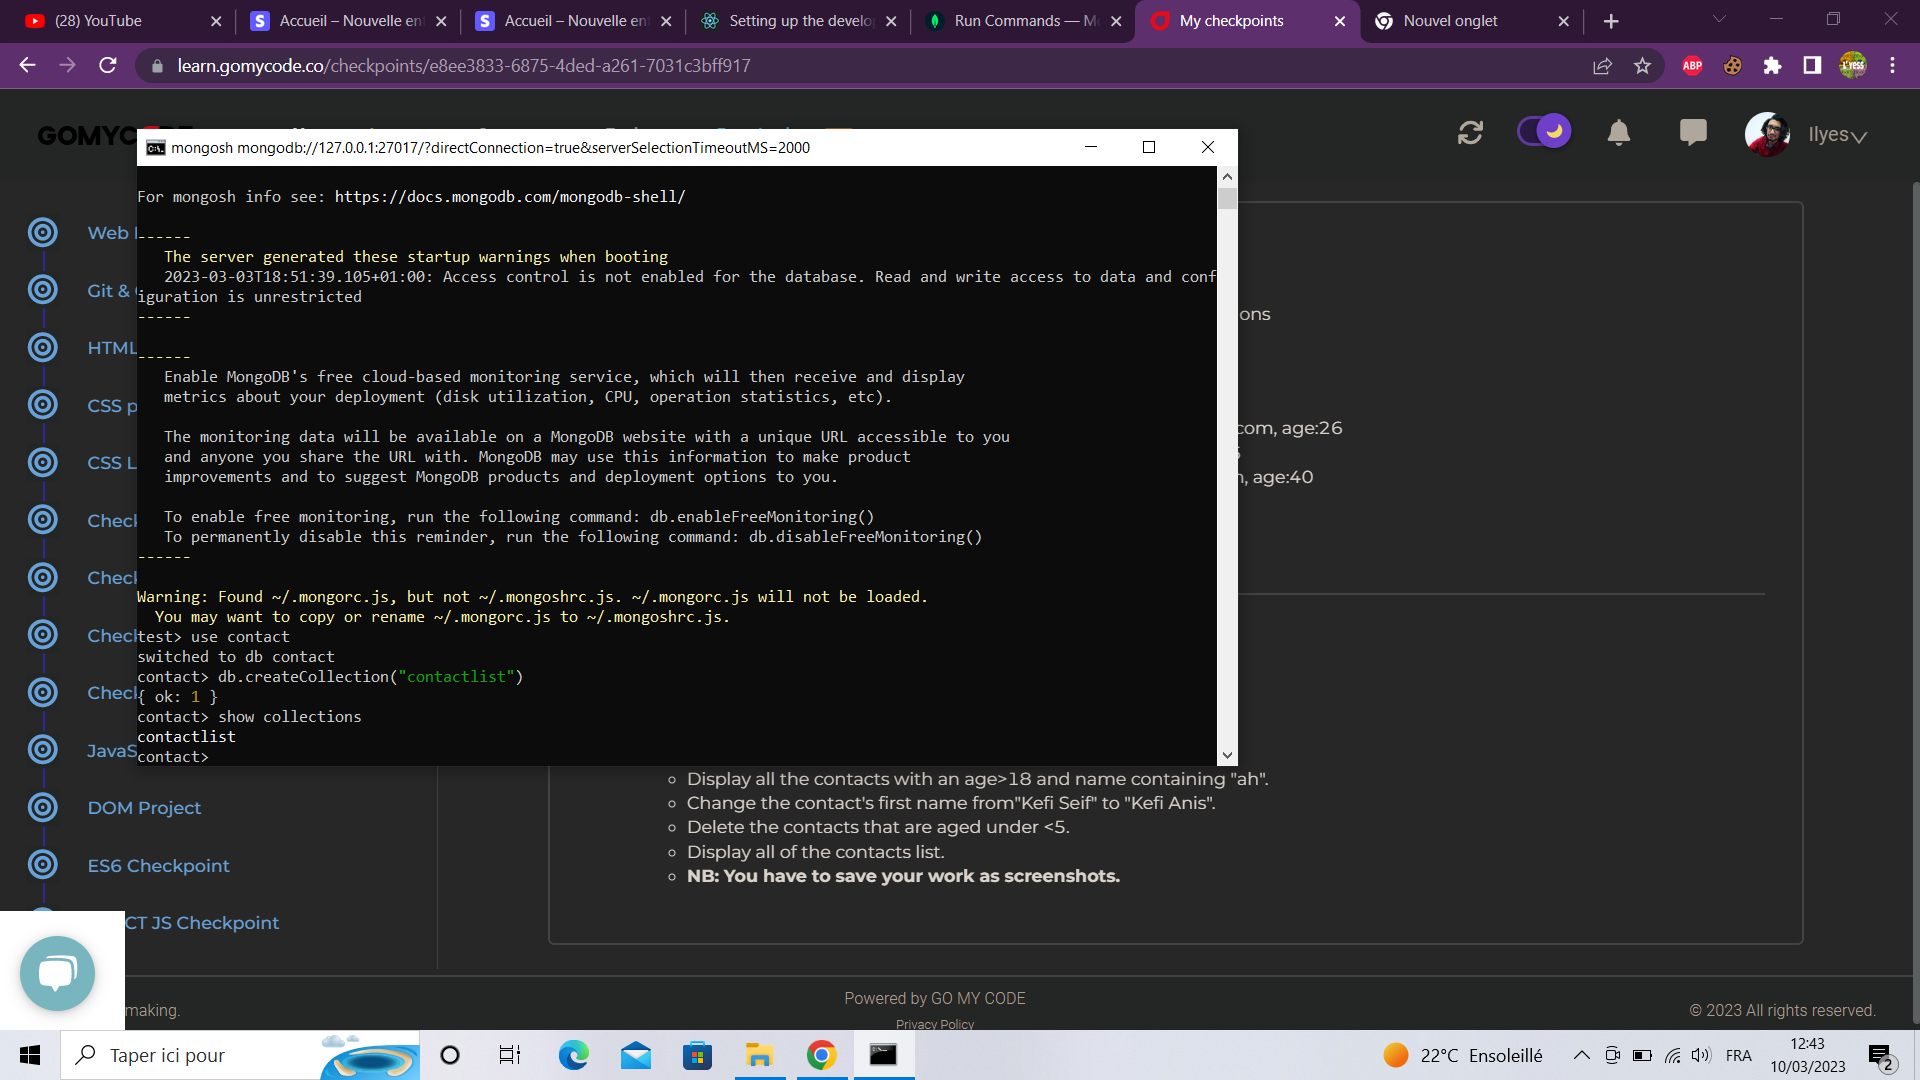 (28) YouTube
Accueil – Nouvelle en
Accueil – Nouvelle en
Setting up the develo
Run Commands — M
My checkpoints
Nouvel onglet
learn.gomycode.co/checkpoints/e8ee3833-6875-4ded-a261-7031c3bff917
ABP
GOMYC
Ilyes
mongosh mongodb://127.0.0.1:27017/?directConnection=true&serverSelectionTimeoutMS=2000
For mongosh info see: https://docs.mongodb.com/mongodb-shell/
------
The server generated these startup warnings when booting
2023-03-03T18:51:39.105+01:00: Access control is not enabled for the database. Read and write access to data and conf
iguration is unrestricted
------
------
Enable MongoDB's free cloud-based monitoring service, which will then receive and display
metrics about your deployment (disk utilization, CPU, operation statistics, etc).
The monitoring data will be available on a MongoDB website with a unique URL accessible to you
and anyone you share the URL with. MongoDB may use this information to make product
improvements and to suggest MongoDB products and deployment options to you.
To enable free monitoring, run the following command: db.enableFreeMonitoring()
To permanently disable this reminder, run the following command: db.disableFreeMonitoring()
------
Warning: Found ~/.mongorc.js, but not ~/.mongoshrc.js. ~/.mongorc.js will not be loaded.
You may want to copy or rename ~/.mongorc.js to ~/.mongoshrc.js.
test> use contact
switched to db contact
contact> db.createCollection("contactlist")
{ ok: 1 }
contact> show collections
contactlist
contact>
Web
Git &
HTML
CSS p
CSS L
Check
Check
Check
Check
JavaS
DOM Project
ES6 Checkpoint
CT JS Checkpoint
ons
com, age:26
, age:40
Display all the contacts with an age>18 and name containing "ah".
Change the contact's first name from"Kefi Seif" to "Kefi Anis".
Delete the contacts that are aged under <5.
Display all of the contacts list.
NB: You have to save your work as screenshots.
making.
Powered by GO MY CODE
Privacy Policy
© 2023 All rights reserved.
Taper ici pour
22°C Ensoleillé
FRA
12:43
10/03/2023
2